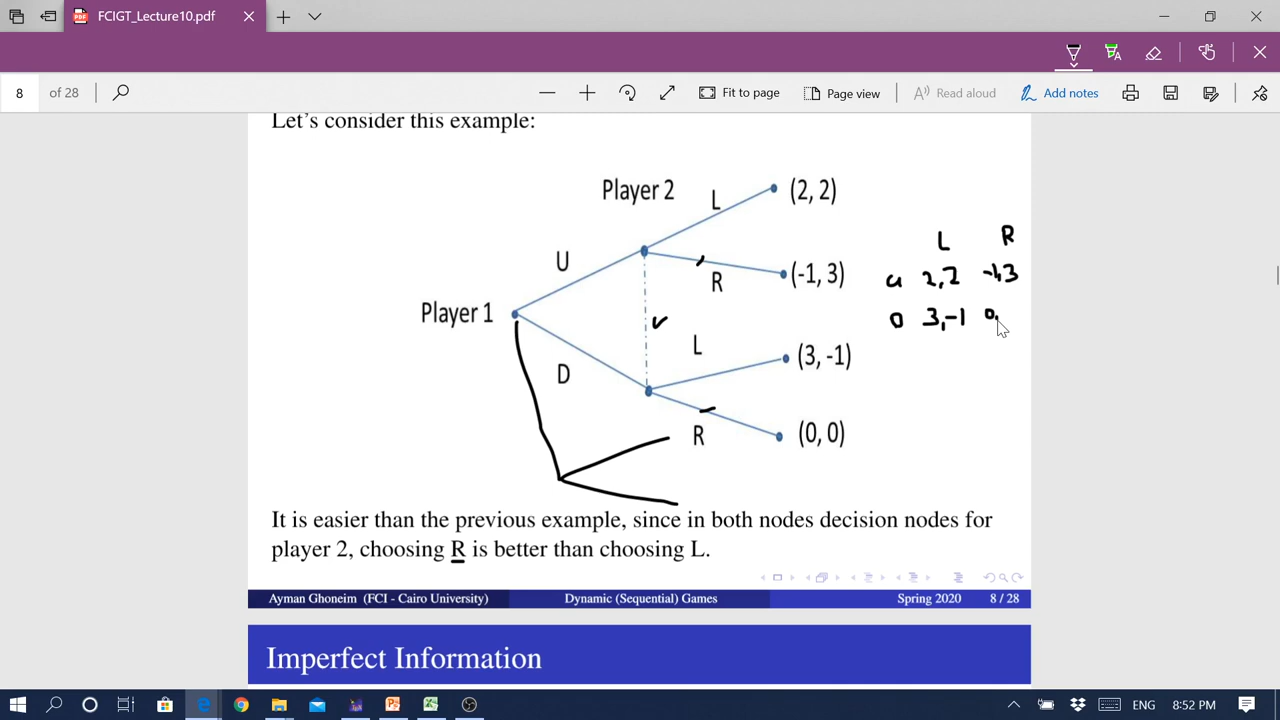 FCIGT_Lecture10.pdf
8 of 28
Fit to page
Page view
Read aloud
Add notes
Let's consider this example:
Player 2
L
(2, 2)
U
R
(-1, 3)
Player 1
L
(3, -1)
D
R
(0, 0)
L R
u 2,2 -1,3
D 3,-1 0,
It is easier than the previous example, since in both nodes decision nodes for
player 2, choosing R is better than choosing L.
Ayman Ghoneim (FCI - Cairo University) Dynamic (Sequential) Games Spring 2020 8 / 28
Imperfect Information
ENG 8:52 PM